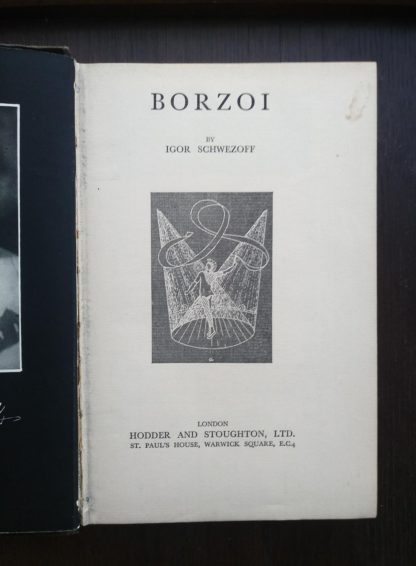 BORZOI
BY
IGOR SCHWEZOFF
LONDON
HODDER AND STOUGHTON, LTD.
ST. PAUL'S HOUSE, WARWICK SQUARE, E.C.4